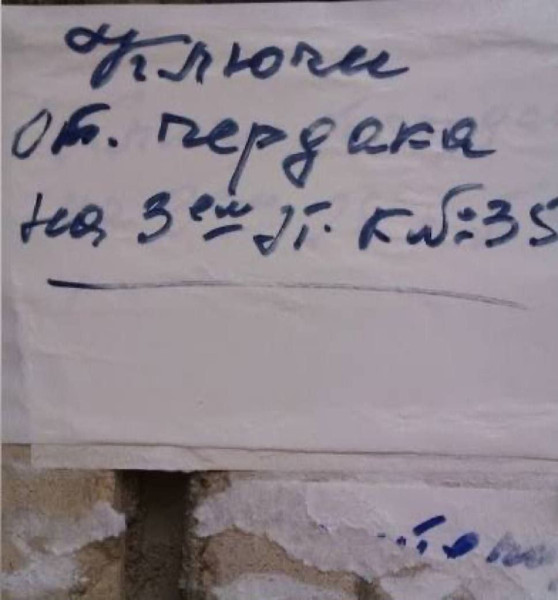 Ключи
от. чердака
на 3ем эт. кв: 35